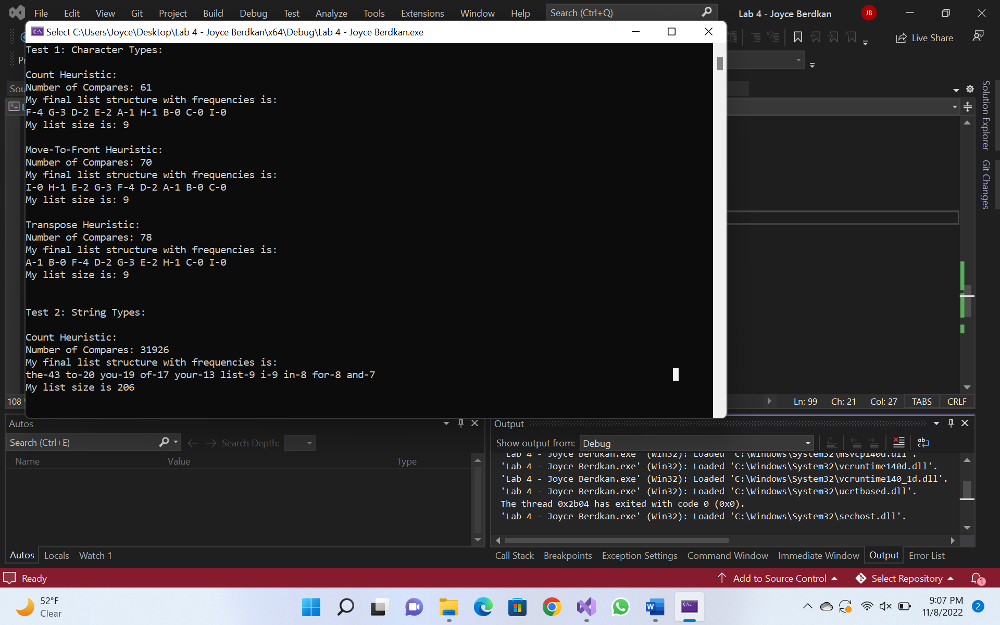 File Edit View Git Project Build Debug Test Analyze Tools Extensions Window Help Search (Ctrl+Q) Lab 4 - Joyce Berdkan JB
Select C:\Users\Joyce\Desktop\Lab 4 - Joyce Berdkan\x64\Debug\Lab 4 - Joyce Berdkan.exe
Live Share
Test 1: Character Types:
Count Heuristic:
Number of Compares: 61
My final list structure with frequencies is:
F-4 G-3 D-2 E-2 A-1 H-1 B-0 C-0 I-0
My list size is: 9
Move-To-Front Heuristic:
Number of Compares: 70
My final list structure with frequencies is:
I-0 H-1 E-2 G-3 F-4 D-2 A-1 B-0 C-0
My list size is: 9
Transpose Heuristic:
Number of Compares: 78
My final list structure with frequencies is:
A-1 B-0 F-4 D-2 G-3 E-2 H-1 C-0 I-0
My list size is: 9
Test 2: String Types:
Count Heuristic:
Number of Compares: 31926
My final list structure with frequencies is:
the-43 to-20 you-19 of-17 your-13 list-9 i-9 in-8 for-8 and-7
My list size is 206
Solution Explorer
Git Changes
108
Ln: 99 Ch: 21 Col: 27 TABS CRLF
Autos
Search (Ctrl+E) Search Depth:
Name Value Type
Autos Locals Watch 1
Output
Show output from: Debug
'Lab 4 - Joyce Berdkan.exe' (Win32): Loaded 'C:\Windows\System32\msvcp140d.dll'.
'Lab 4 - Joyce Berdkan.exe' (Win32): Loaded 'C:\Windows\System32\vcruntime140d.dll'.
'Lab 4 - Joyce Berdkan.exe' (Win32): Loaded 'C:\Windows\System32\vcruntime140_1d.dll'.
'Lab 4 - Joyce Berdkan.exe' (Win32): Loaded 'C:\Windows\System32\ucrtbased.dll'.
The thread 0x2b04 has exited with code 0 (0x0).
'Lab 4 - Joyce Berdkan.exe' (Win32): Loaded 'C:\Windows\System32\sechost.dll'.
Call Stack Breakpoints Exception Settings Command Window Immediate Window Output Error List
Ready Add to Source Control Select Repository 1
52°F
Clear
9:07 PM
11/8/2022
2